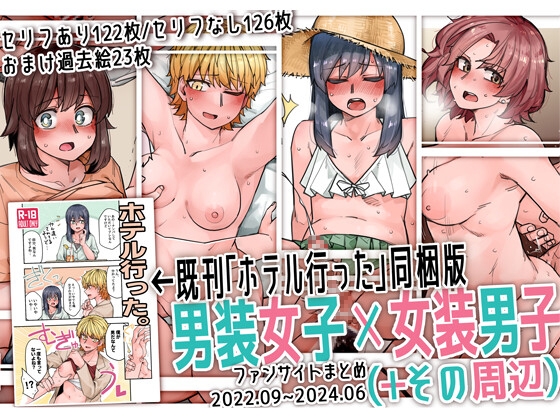 セリフあり122枚/セリフなし126枚
おまけ過去絵23枚
R-18
ADULT ONLY
ホテル行った。
←既刊「ホテル行った」同梱版
男装女子×女装男子
ファンサイトまとめ(+その周辺)
2022.09~2024.06
むぎゅ
!?